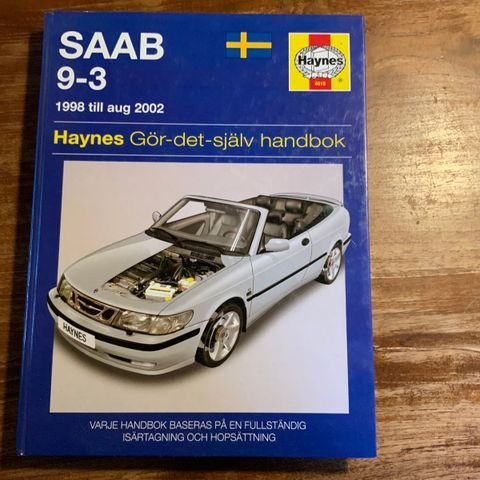 SAAB
9-3
1998 till aug 2002
Haynes
4615
Haynes Gör-det-själv handbok
HAYNES
VARJE HANDBOK BASERAS PÅ EN FULLSTÄNDIG
ISÄRTAGNING OCH HOPSÄTTNING